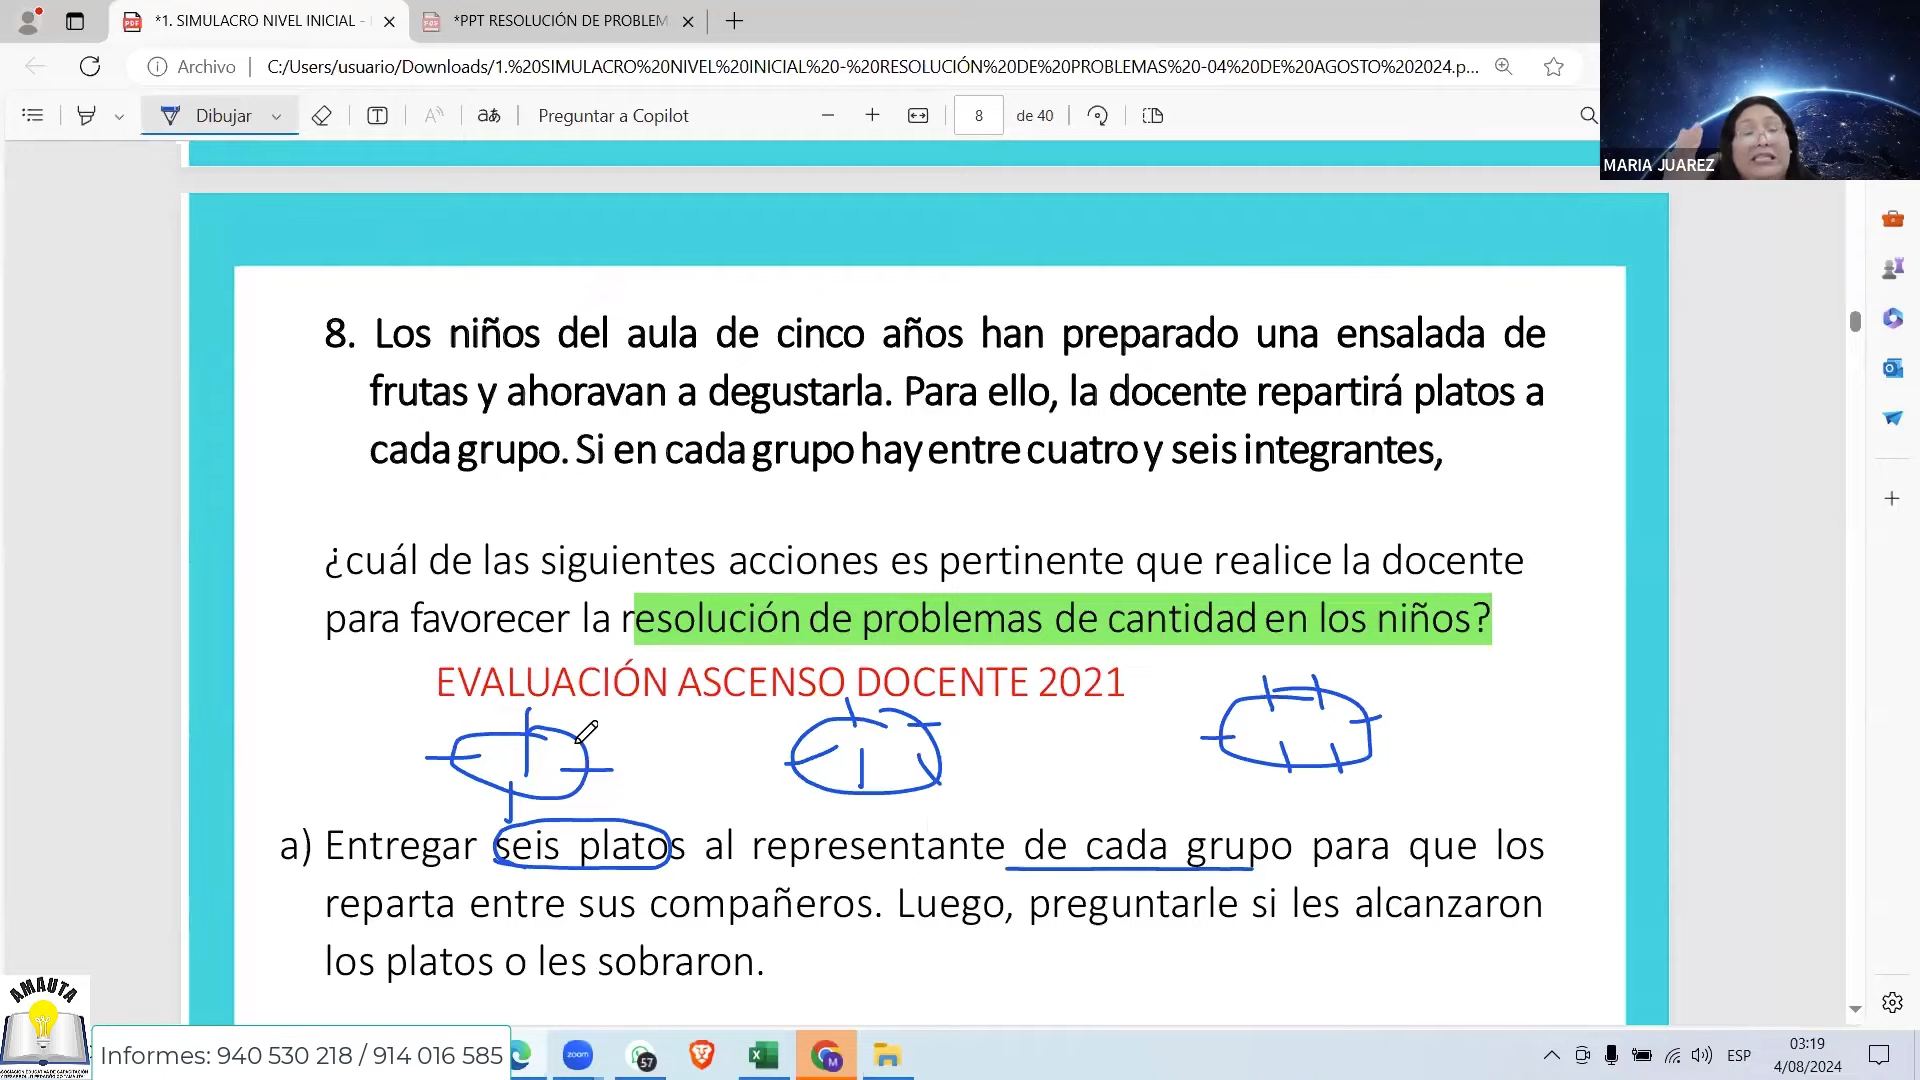 *1. SIMULACRO NIVEL INICIAL -
*PPT RESOLUCIÓN DE PROBLEM
Archivo
C:/Users/usuario/Downloads/1.%20SIMULACRO%20NIVEL%20INICIAL%20-%20RESOLUCIÓN%20DE%20PROBLEMAS%20-04%20DE%20AGOSTO%202024.p...
Dibujar
aあ
Preguntar a Copilot
8
de 40
MARIA JUAREZ
8. Los niños del aula de cinco años han preparado una ensalada de
frutas y ahoravan a degustarla. Para ello, la docente repartirá platos a
cada grupo. Si en cada grupo hay entre cuatro y seis integrantes,
¿cuál de las siguientes acciones es pertinente que realice la docente
para favorecer la resolución de problemas de cantidad en los niños?
EVALUACIÓN ASCENSO DOCENTE 2021
a) Entregar seis platos al representante de cada grupo para que los
reparta entre sus compañeros. Luego, preguntarle si les alcanzaron
los platos o les sobraron.
AMAUTA
Informes: 940 530 218 / 914 016 585
zoom
57
M
ESP
03:19
4/08/2024